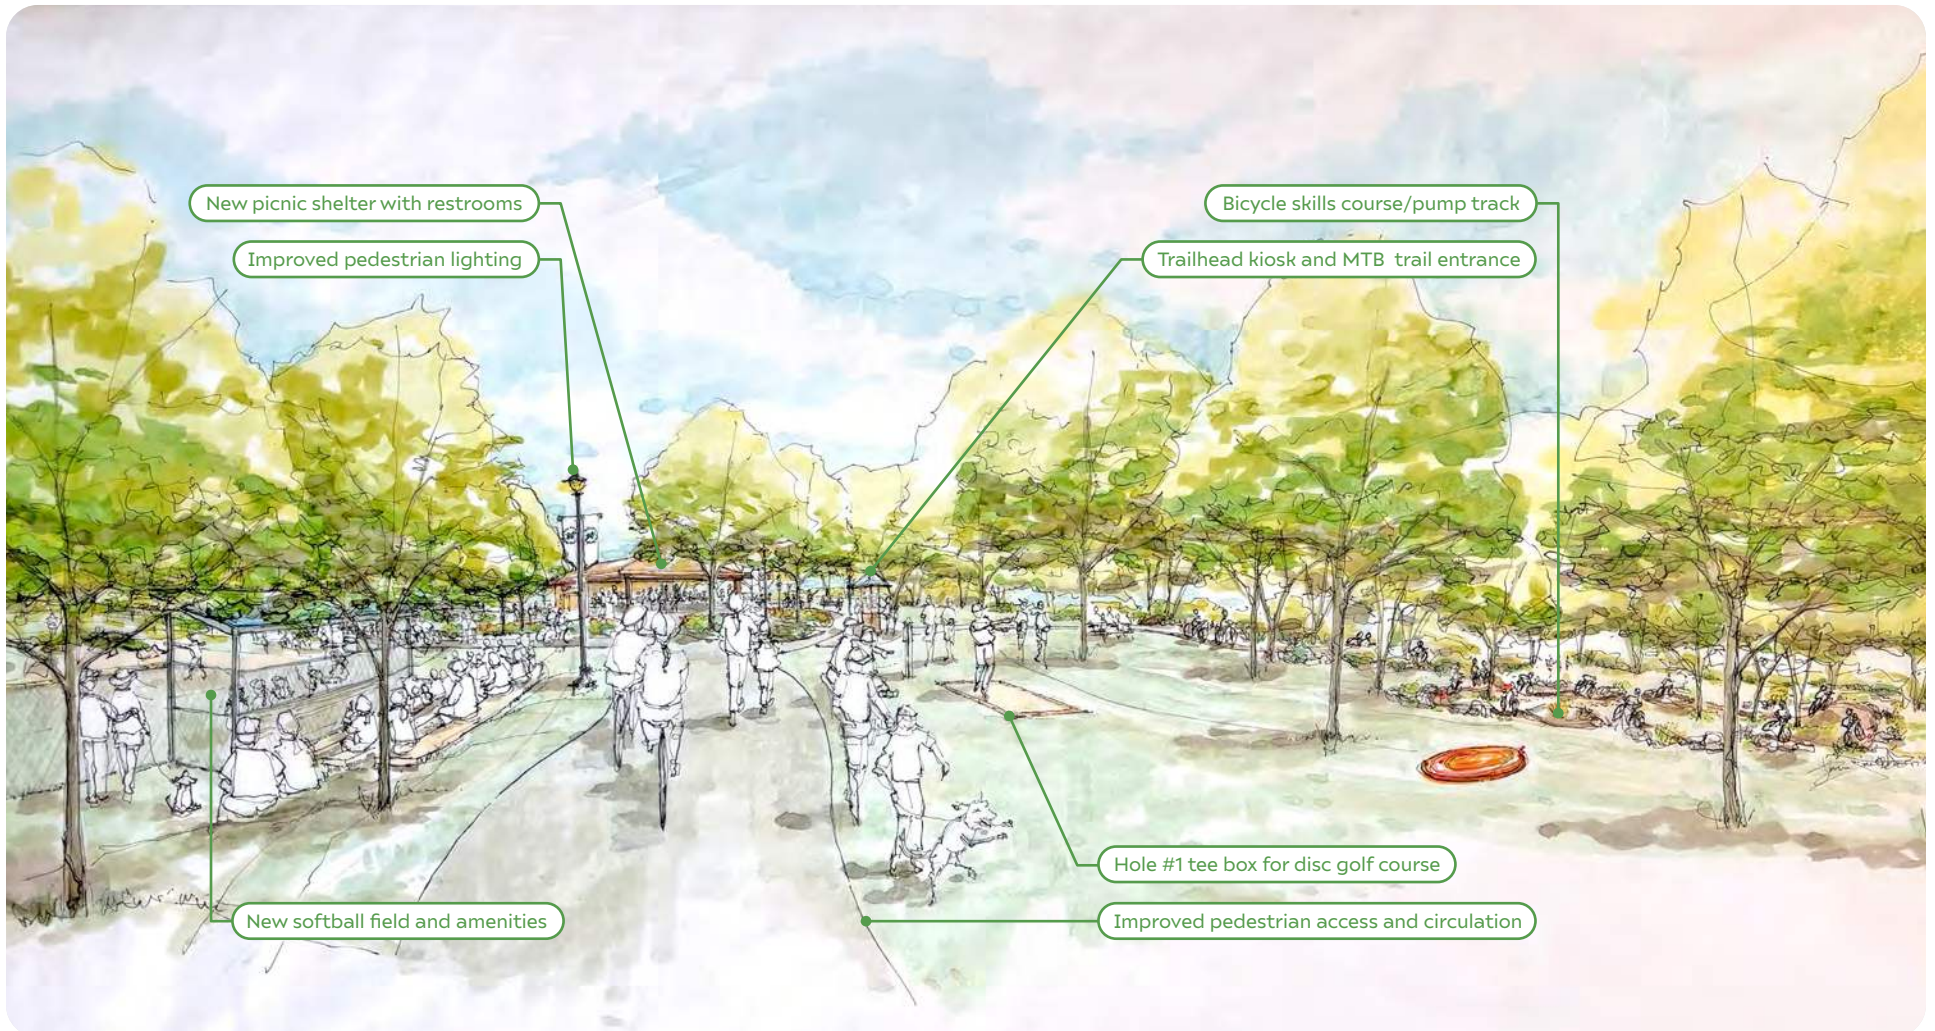 New picnic shelter with restrooms
Bicycle skills course/pump track
Improved pedestrian lighting
Trailhead kiosk and MTB trail entrance
Hole #1 tee box for disc golf course
New softball field and amenities
Improved pedestrian access and circulation